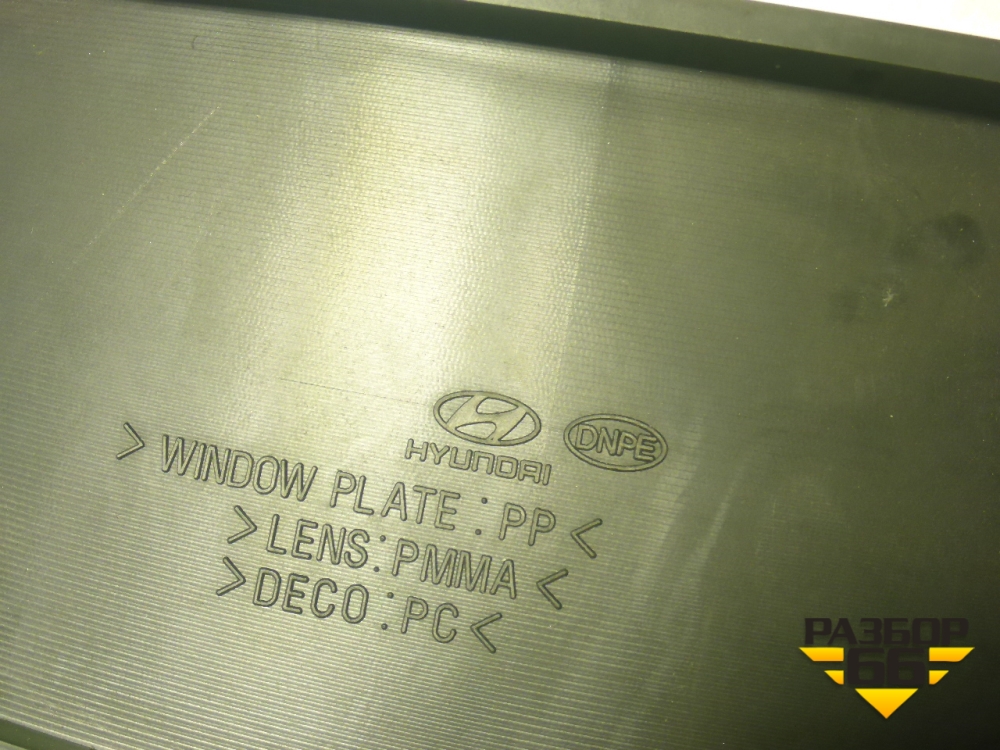 HYUNDAI DNPE
>WINDOW PLATE:PP<
>LENS:PMMA<
>DECO:PC<
РАЗБОР
66